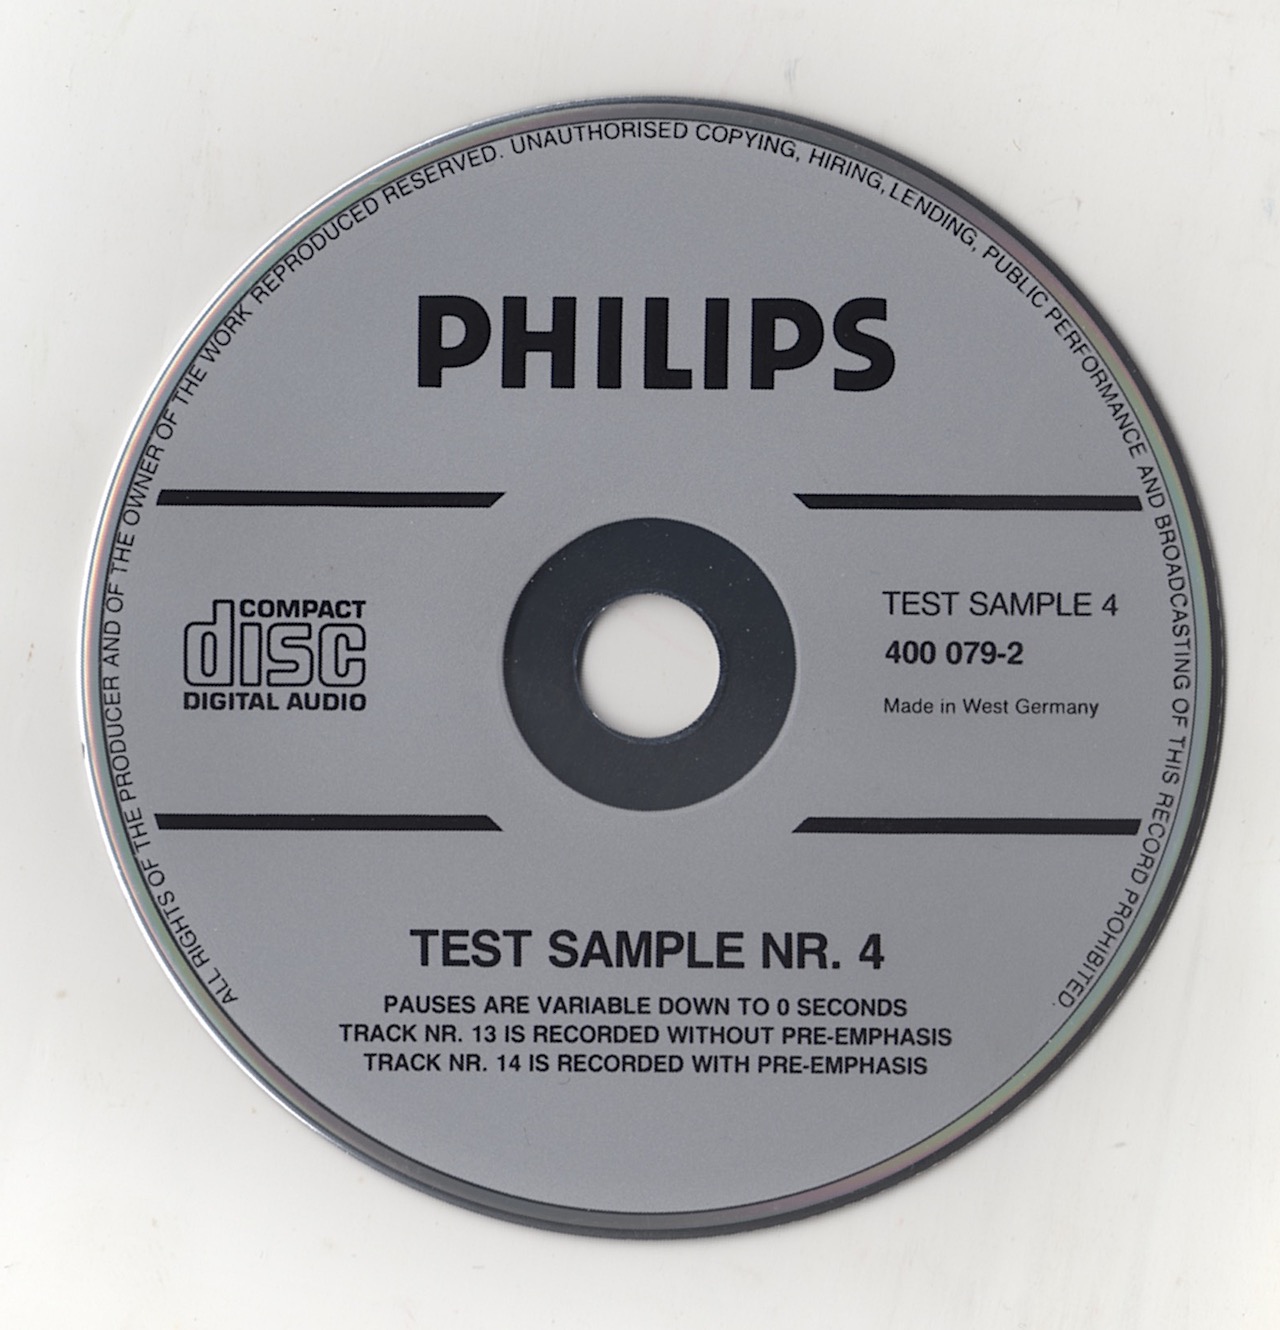 ALL RIGHTS OF THE PRODUCER AND OF THE OWNER OF THE WORK REPRODUCED RESERVED. UNAUTHORISED COPYING, HIRING, LENDING, PUBLIC PERFORMANCE AND BROADCASTING OF THIS RECORD PROHIBITED.
PHILIPS
COMPACT
disc
DIGITAL AUDIO
TEST SAMPLE 4
400 079-2
Made in West Germany
TEST SAMPLE NR. 4
PAUSES ARE VARIABLE DOWN TO 0 SECONDS
TRACK NR. 13 IS RECORDED WITHOUT PRE-EMPHASIS
TRACK NR. 14 IS RECORDED WITH PRE-EMPHASIS